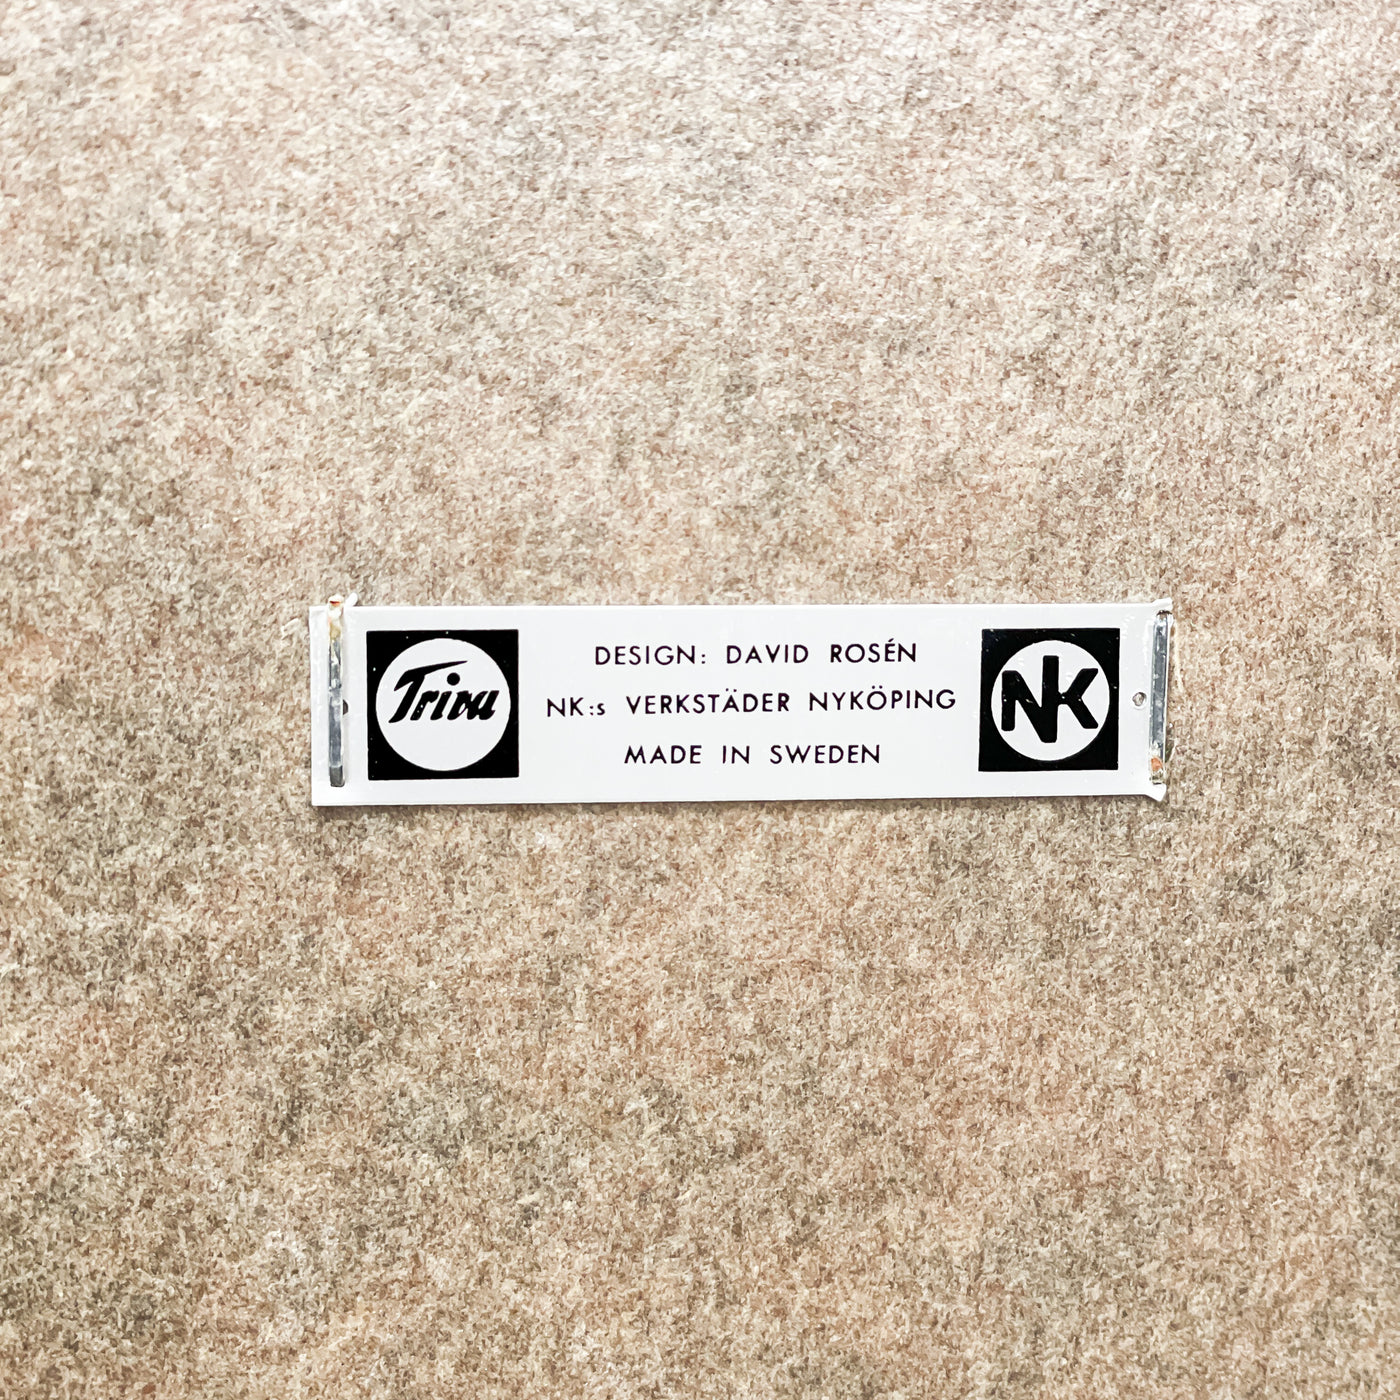 Triva
DESIGN: DAVID ROSÉN
NK:s VERKSTÄDER NYKÖPING
MADE IN SWEDEN
NK